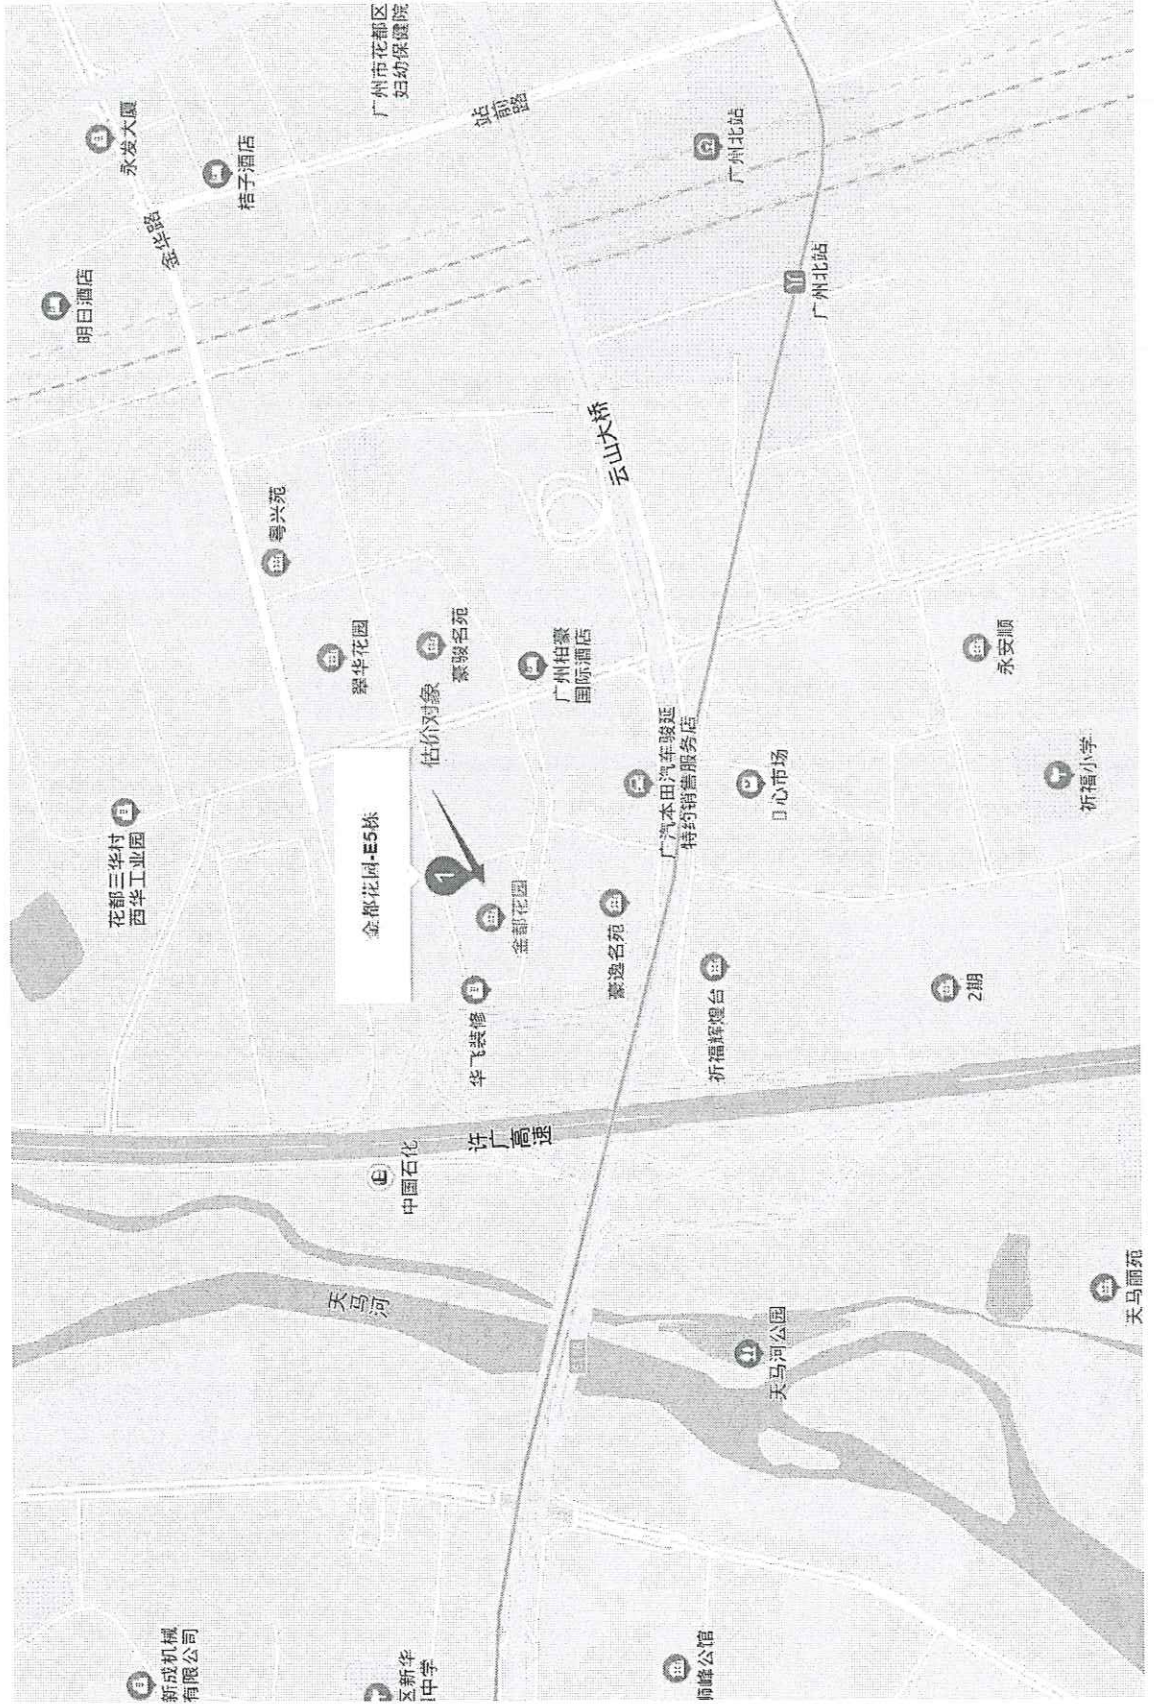 新成机械
有限公司
区新华
中学
狮峰公馆
天马河
天马河公园
天马丽苑
中国石化
许广高速
花都三华村
西华工业园
金都花园-E5栋
1
估价对象
华飞装修
金都花园
豪逸名苑
祈福辉煌台
2期
广汽本田汽车骏延
特约销售服务店
心市场
祈福小学
翠华花园
豪骏名苑
广州柏豪
国际酒店
永安顺
粤兴苑
云山大桥
明日酒店
金华路
永发大厦
桔子酒店
广州市花都区
妇幼保健院
站前路
广州北站
广州北站